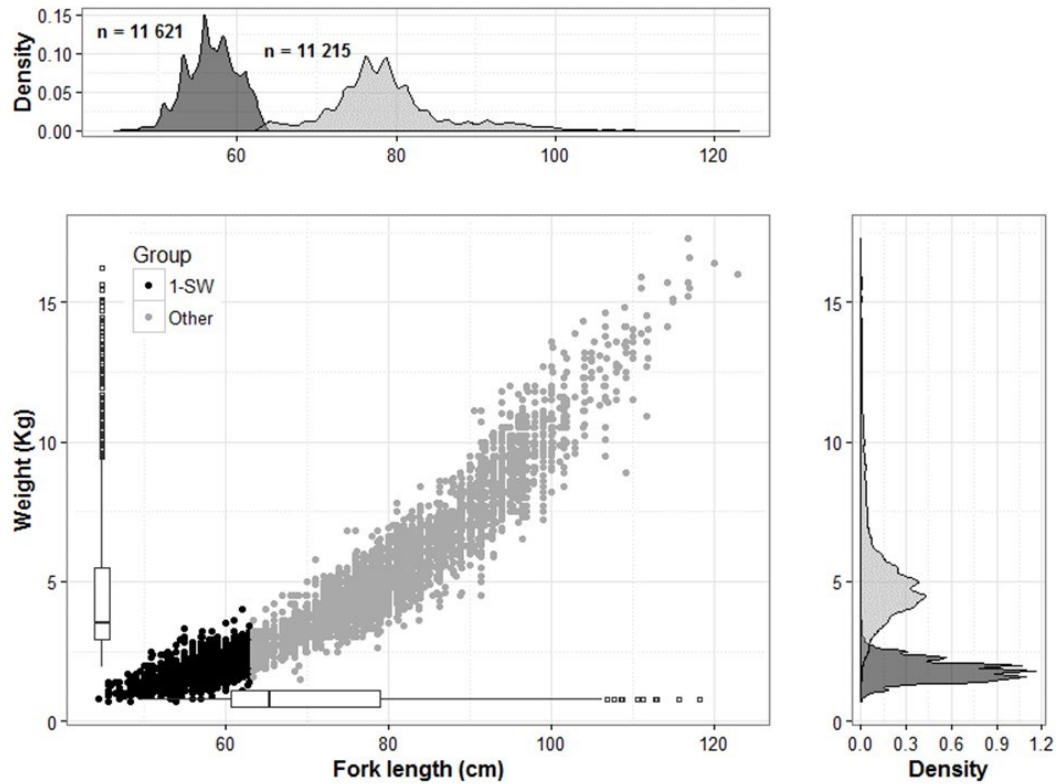 Density
0.15
0.10
0.05
0.00
n = 11 621
n = 11 215
60
80
100
120
Weight (Kg)
15
10
5
0
Group
1-SW
Other
60
80
100
120
Fork length (cm)
15
10
5
0
0.0
0.3
0.6
0.9
1.2
Density